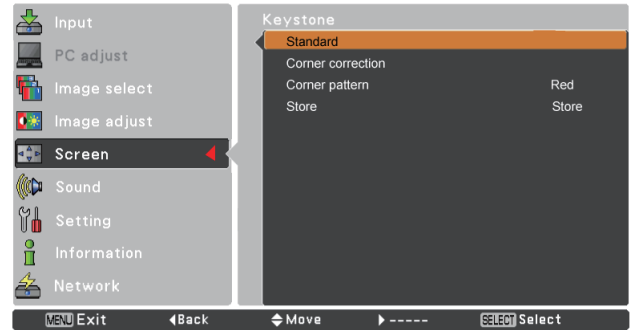 Input
PC adjust
Image select
Image adjust
Screen
Sound
Setting
Information
Network
Keystone
Standard
Corner correction
Corner pattern Red
Store Store
MENU Exit ◀Back ◆Move ▶----- SELECT Select